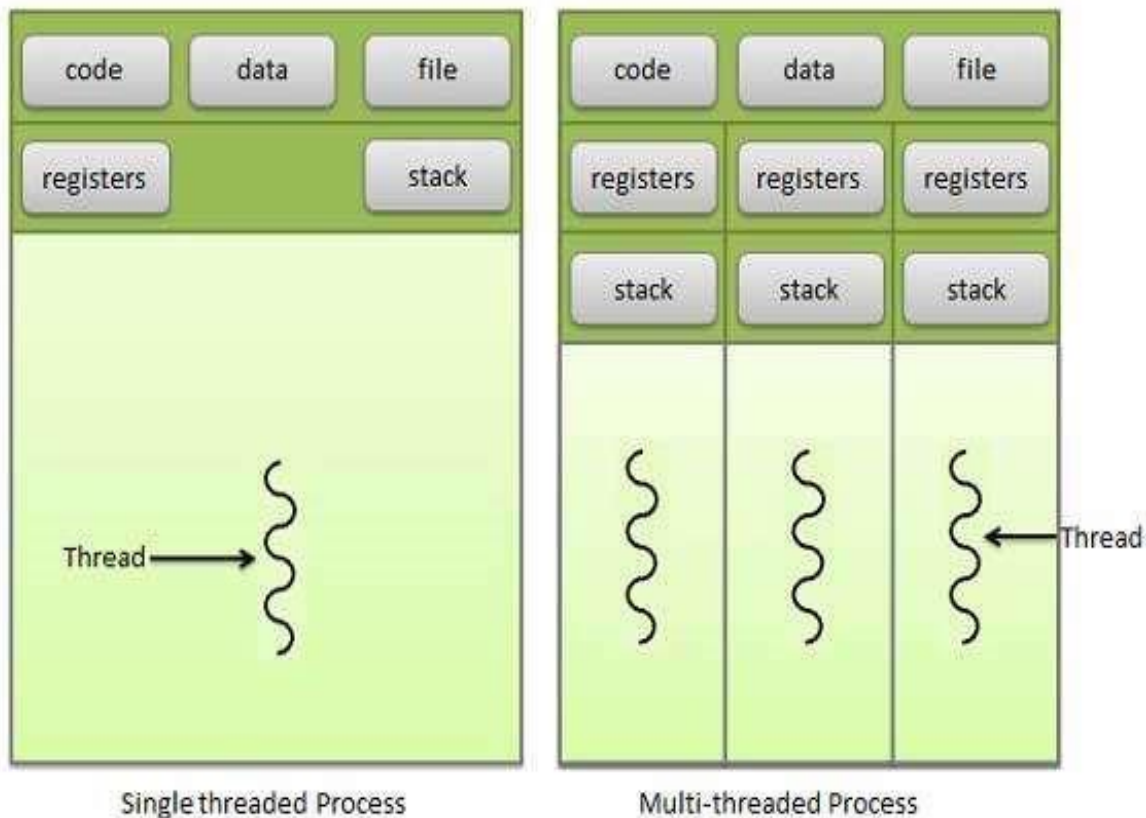 code data file
registers stack
Thread
Single threaded Process
code data file
registers registers registers
stack stack stack
Thread
Multi-threaded Process